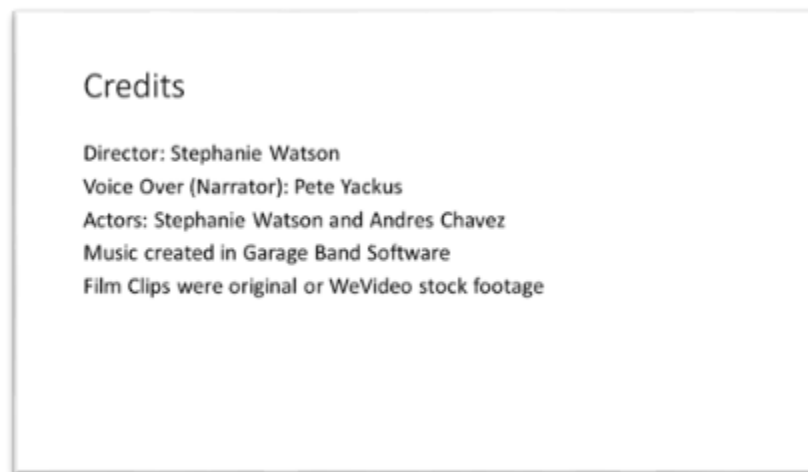 Credits
Director: Stephanie Watson
Voice Over (Narrator): Pete Yackus
Actors: Stephanie Watson and Andres Chavez
Music created in Garage Band Software
Film Clips were original or WeVideo stock footage